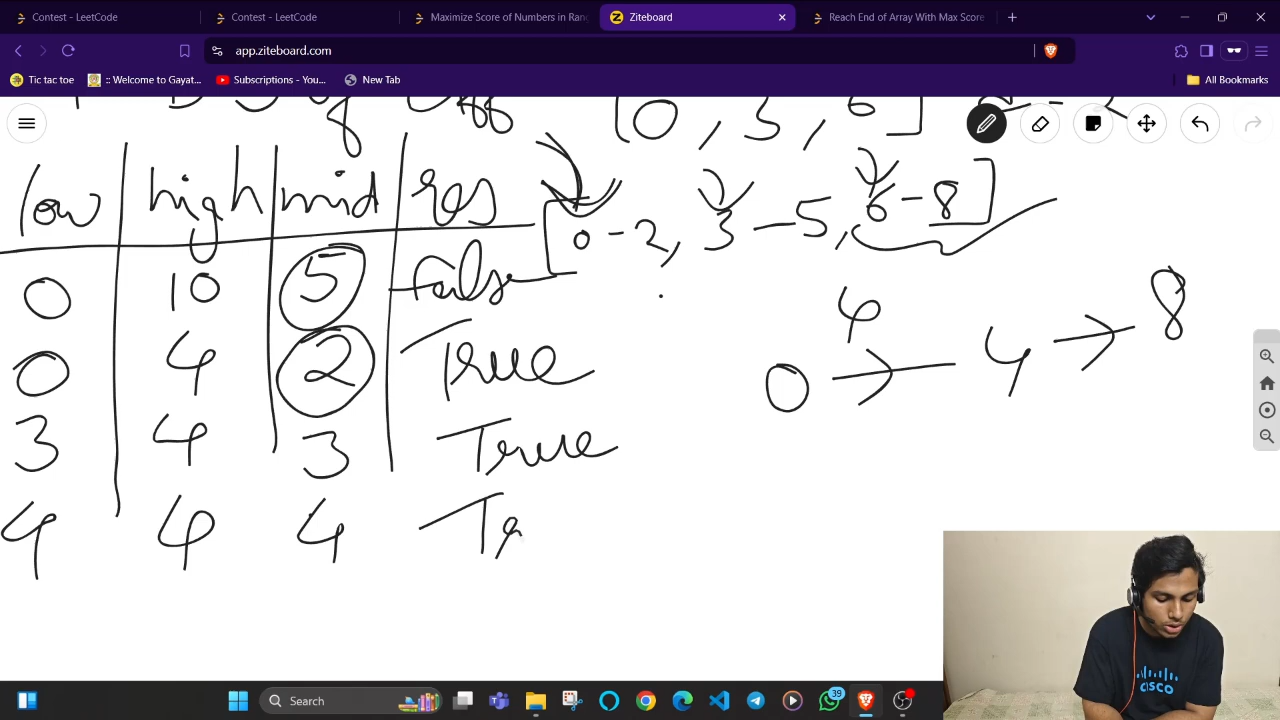 Contest - LeetCode
Contest - LeetCode
Maximize Score of Numbers in Ran
Ziteboard
Reach End of Array With Max Score
app.ziteboard.com
Tic tac toe
:: Welcome to Gayat...
Subscriptions - You...
New Tab
All Bookmarks
[0, 3, 6]
low high mid res
[0-2, 3-5, 6-8]
0 10 5 False
0 4 2 True
3 4 3 True
4 4 4 Tr
4
0 → 4 → 8
CISCO
Search
39